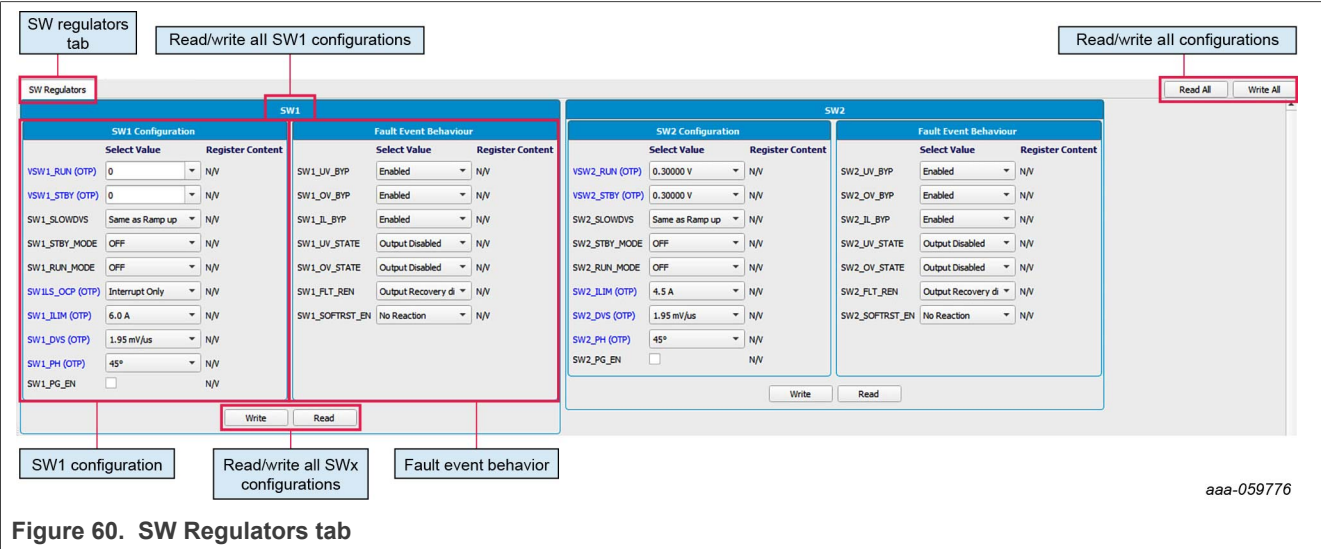 SW regulators
tab
Read/write all SW1 configurations
Read/write all configurations
SW Regulators
Read All Write All
SW1
SW1 Configuration
Select Value Register Content
VSW1_RUN (OTP) 0 N/V
VSW1_STBY (OTP) 0 N/V
SW1_SLOWDVS Same as Ramp up N/V
SW1_STBY_MODE OFF N/V
SW1_RUN_MODE OFF N/V
SW1LS_OCP (OTP) Interrupt Only N/V
SW1_ILIM (OTP) 6.0 A N/V
SW1_DVS (OTP) 1.95 mV/us N/V
SW1_PH (OTP) 45° N/V
SW1_PG_EN N/V
Fault Event Behaviour
Select Value Register Content
SW1_UV_BYP Enabled N/V
SW1_OV_BYP Enabled N/V
SW1_IL_BYP Enabled N/V
SW1_UV_STATE Output Disabled N/V
SW1_OV_STATE Output Disabled N/V
SW1_FLT_REN Output Recovery di N/V
SW1_SOFTRST_EN No Reaction N/V
Write Read
SW2
SW2 Configuration
Select Value Register Content
VSW2_RUN (OTP) 0.30000 V N/V
VSW2_STBY (OTP) 0.30000 V N/V
SW2_SLOWDVS Same as Ramp up N/V
SW2_STBY_MODE OFF N/V
SW2_RUN_MODE OFF N/V
SW2_ILIM (OTP) 4.5 A N/V
SW2_DVS (OTP) 1.95 mV/us N/V
SW2_PH (OTP) 45° N/V
SW2_PG_EN N/V
Fault Event Behaviour
Select Value Register Content
SW2_UV_BYP Enabled N/V
SW2_OV_BYP Enabled N/V
SW2_IL_BYP Enabled N/V
SW2_UV_STATE Output Disabled N/V
SW2_OV_STATE Output Disabled N/V
SW2_FLT_REN Output Recovery di N/V
SW2_SOFTRST_EN No Reaction N/V
Write Read
SW1 configuration
Read/write all SWx
configurations
Fault event behavior
aaa-059776
Figure 60. SW Regulators tab